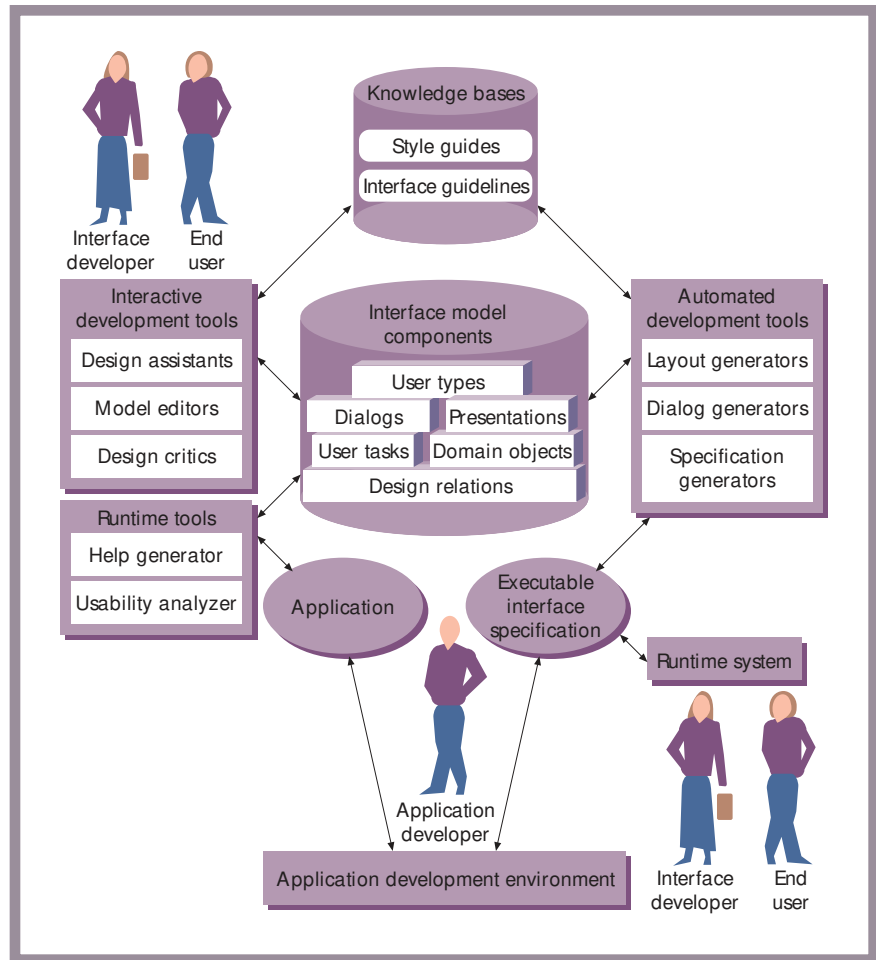 Knowledge bases
Style guides
Interface guidelines
Interface
developer
End
user
Interactive
development tools
Design assistants
Model editors
Design critics
Interface model
components
User types
Dialogs
Presentations
User tasks
Domain objects
Design relations
Automated
development tools
Layout generators
Dialog generators
Specification
generators
Runtime tools
Help generator
Usability analyzer
Application
Executable
interface
specification
Runtime system
Application
developer
Application development environment
Interface
developer
End
user